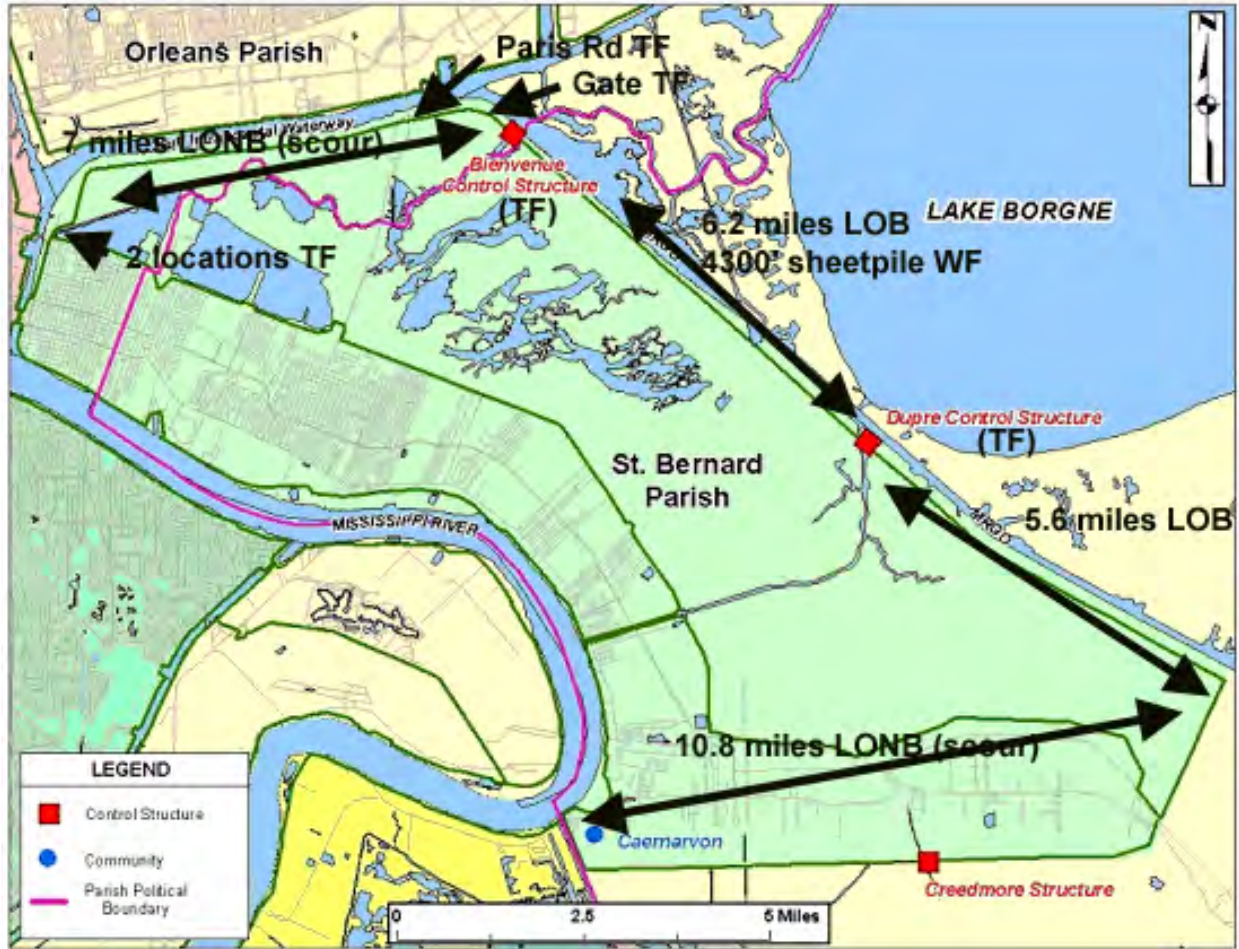 Orleans Parish
Paris Rd TF
Gate TF
7 miles LONB (scour)
Waterway
Bienvenue
Control Structure
(TF)
2 locations TF
6.2 miles LOB
4300' sheetpile WF
LAKE BORGNE
Dupre Control Structure
(TF)
St. Bernard
Parish
MRGO
5.6 miles LOB
MISSISSIPPI RIVER
10.8 miles LONB (scour)
Caernarvon
Creedmore Structure
LEGEND
Control Structure
Community
Parish Political
Boundary
0 2.5 5 Miles
N